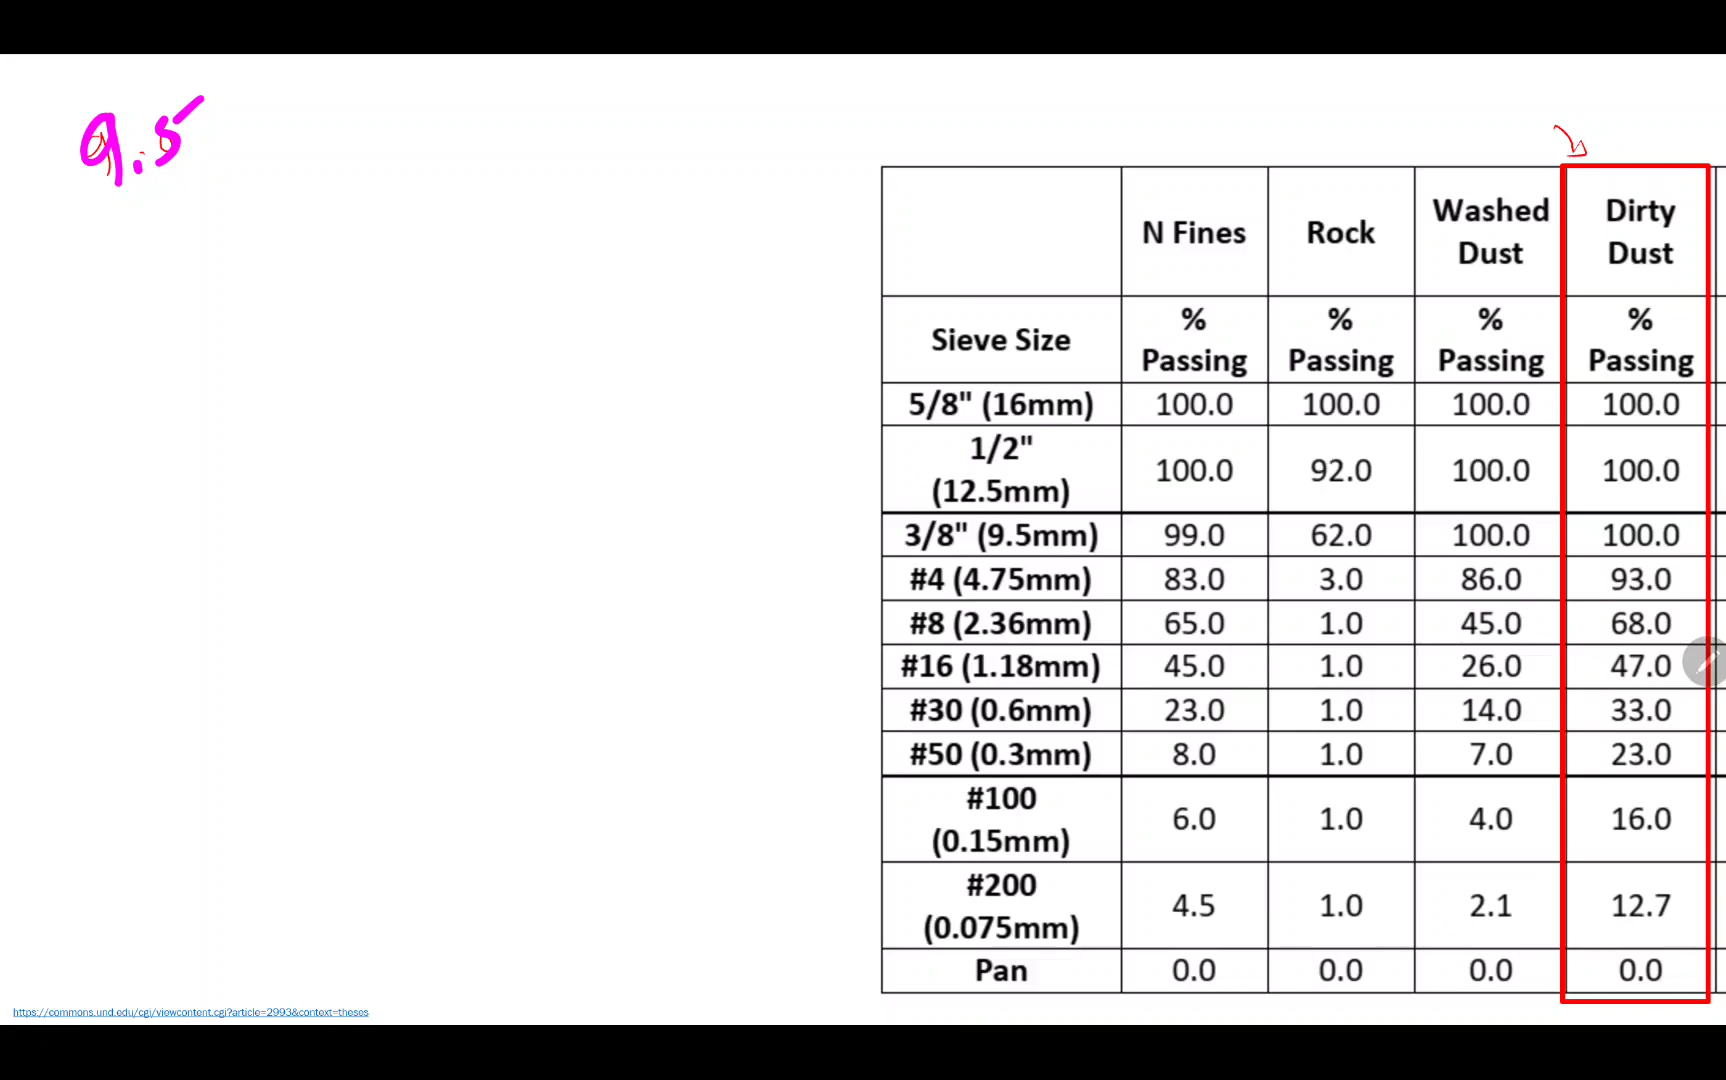 9.5
N Fines Rock Washed Dust Dirty Dust
Sieve Size % Passing % Passing % Passing % Passing
5/8" (16mm) 100.0 100.0 100.0 100.0
1/2" (12.5mm) 100.0 92.0 100.0 100.0
3/8" (9.5mm) 99.0 62.0 100.0 100.0
#4 (4.75mm) 83.0 3.0 86.0 93.0
#8 (2.36mm) 65.0 1.0 45.0 68.0
#16 (1.18mm) 45.0 1.0 26.0 47.0
#30 (0.6mm) 23.0 1.0 14.0 33.0
#50 (0.3mm) 8.0 1.0 7.0 23.0
#100 (0.15mm) 6.0 1.0 4.0 16.0
#200 (0.075mm) 4.5 1.0 2.1 12.7
Pan 0.0 0.0 0.0 0.0
https://commons.und.edu/cgi/viewcontent.cgi?article=2993&context=theses